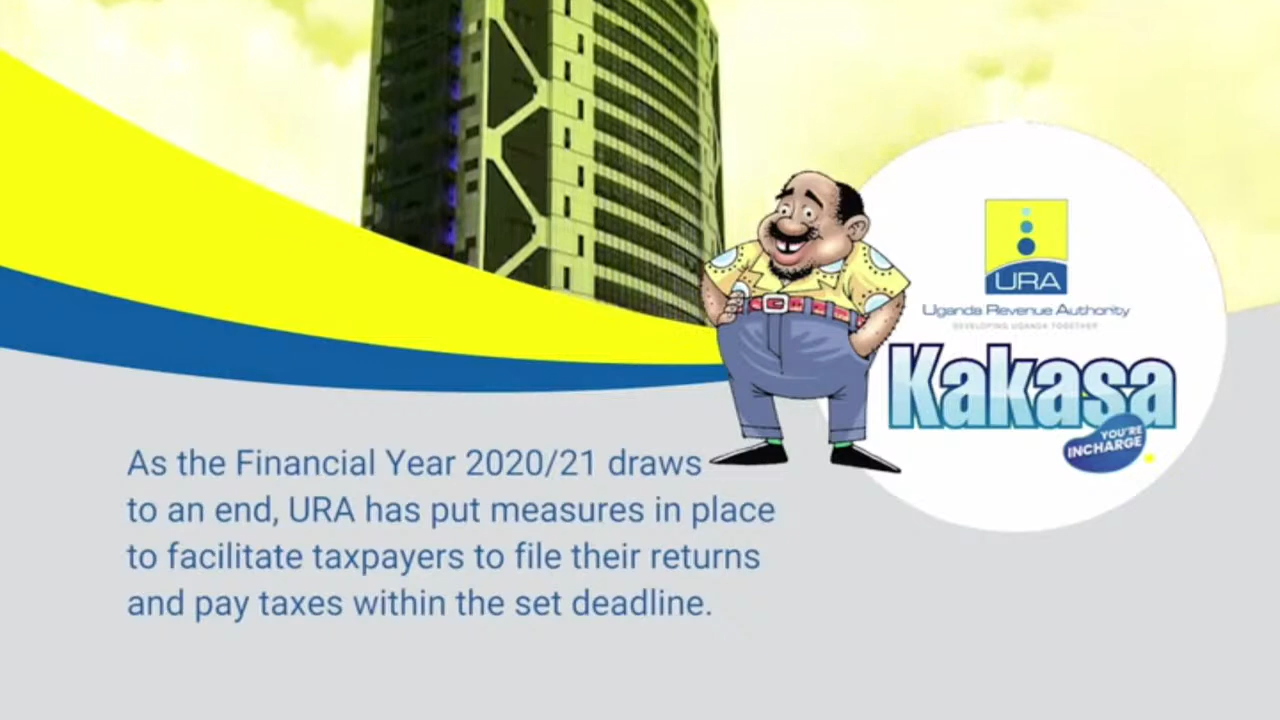 URA
Uganda Revenue Authority
DEVELOPING UGANDA TOGETHER
Kakasa
YOU'RE
INCHARGE
As the Financial Year 2020/21 draws
to an end, URA has put measures in place
to facilitate taxpayers to file their returns
and pay taxes within the set deadline.